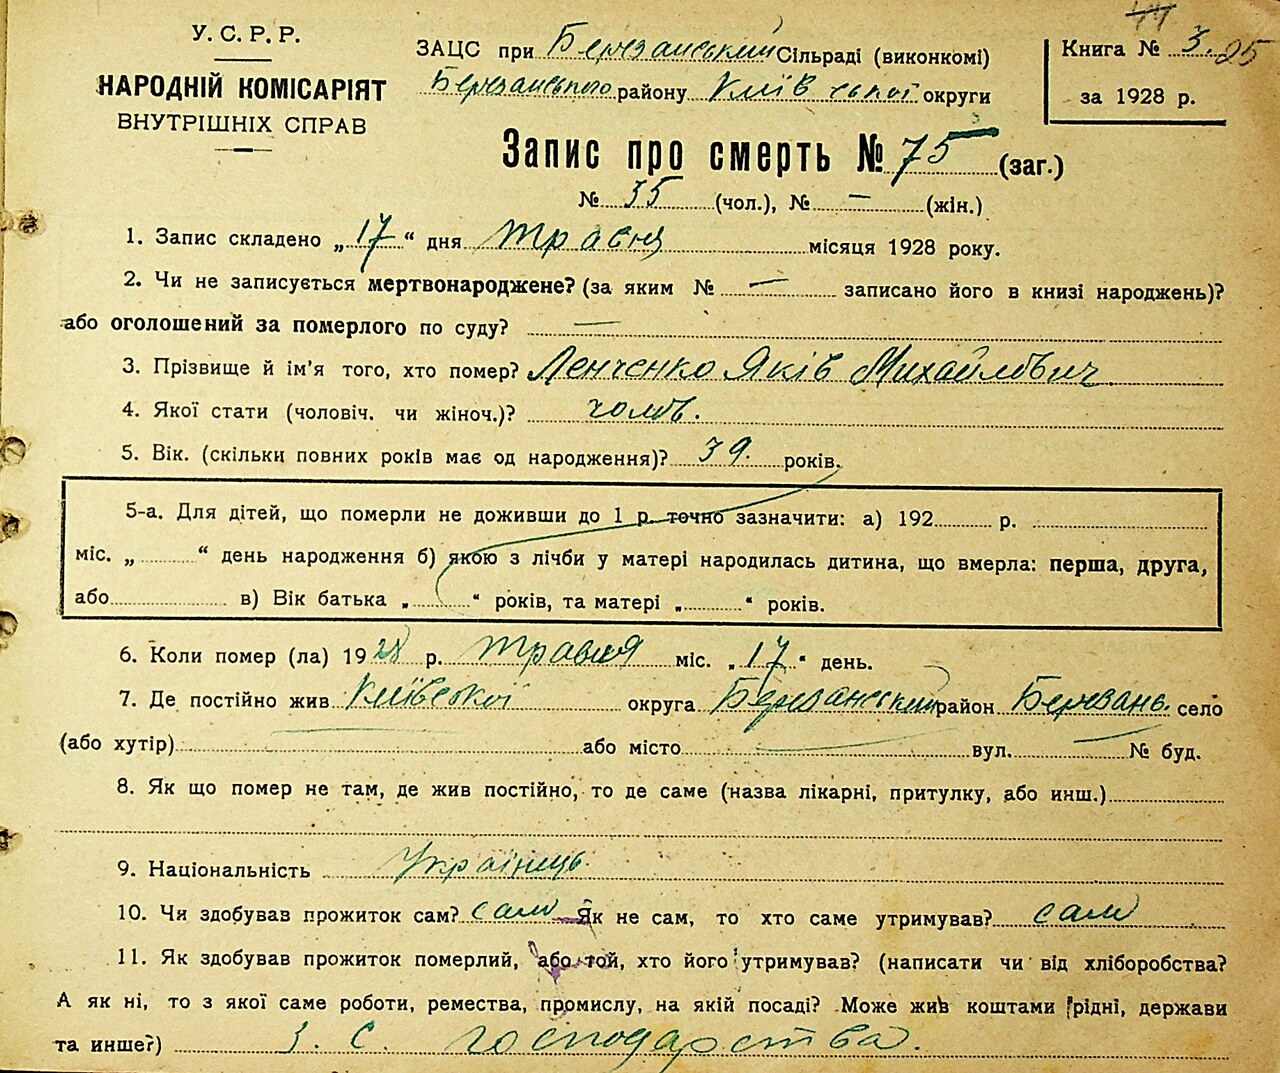 У. С. Р. Р.
НАРОДНІЙ КОМІСАРІЯТ
ВНУТРІШНІХ СПРАВ
ЗАЦС при Березанський Сільраді (виконкомі)
Березанського району Київської округи
Книга № 3.
за 1928 р.
44
25
Запис про смерть № 75 (заг.)
№ 35 (чол.), № — (жін.)
1. Запис складено „17“ дня травня місяця 1928 року.
2. Чи не записується мертвонароджене? (за яким № — записано його в книзі народжень)?
або оголошений за померлого по суду? —
3. Прізвище й ім'я того, хто помер? Ленченко Яків Михайлович.
4. Якої стати (чоловіч. чи жіноч.)? чолов.
5. Вік. (скільки повних років має од народження)? 39. років.
5-а. Для дітей, що померли не доживши до 1 р. точно зазначити: а) 192 р.
міс. „ “ день народження б) якою з лічби у матері народилась дитина, що вмерла: перша, друга,
або в) Вік батька „ “ років, та матері „ “ років.
6. Коли помер (ла) 1928 р. травня міс. „17“ день.
7. Де постійно жив Київської округа Березанський район Березань село
(або хутір) або місто — вул. № буд.
8. Як що помер не там, де жив постійно, то де саме (назва лікарні, притулку, або инш.)
9. Національність Українець.
10. Чи здобував прожиток сам? сам Як не сам, то хто саме утримував? сам
11. Як здобував прожиток померлий, або той, хто його утримував? (написати чи від хліборобства?
А як ні, то з якої саме роботи, ремества, промислу, на якій посаді? Може жив коштами рідні, держави
та инше?) З. С. господарства.